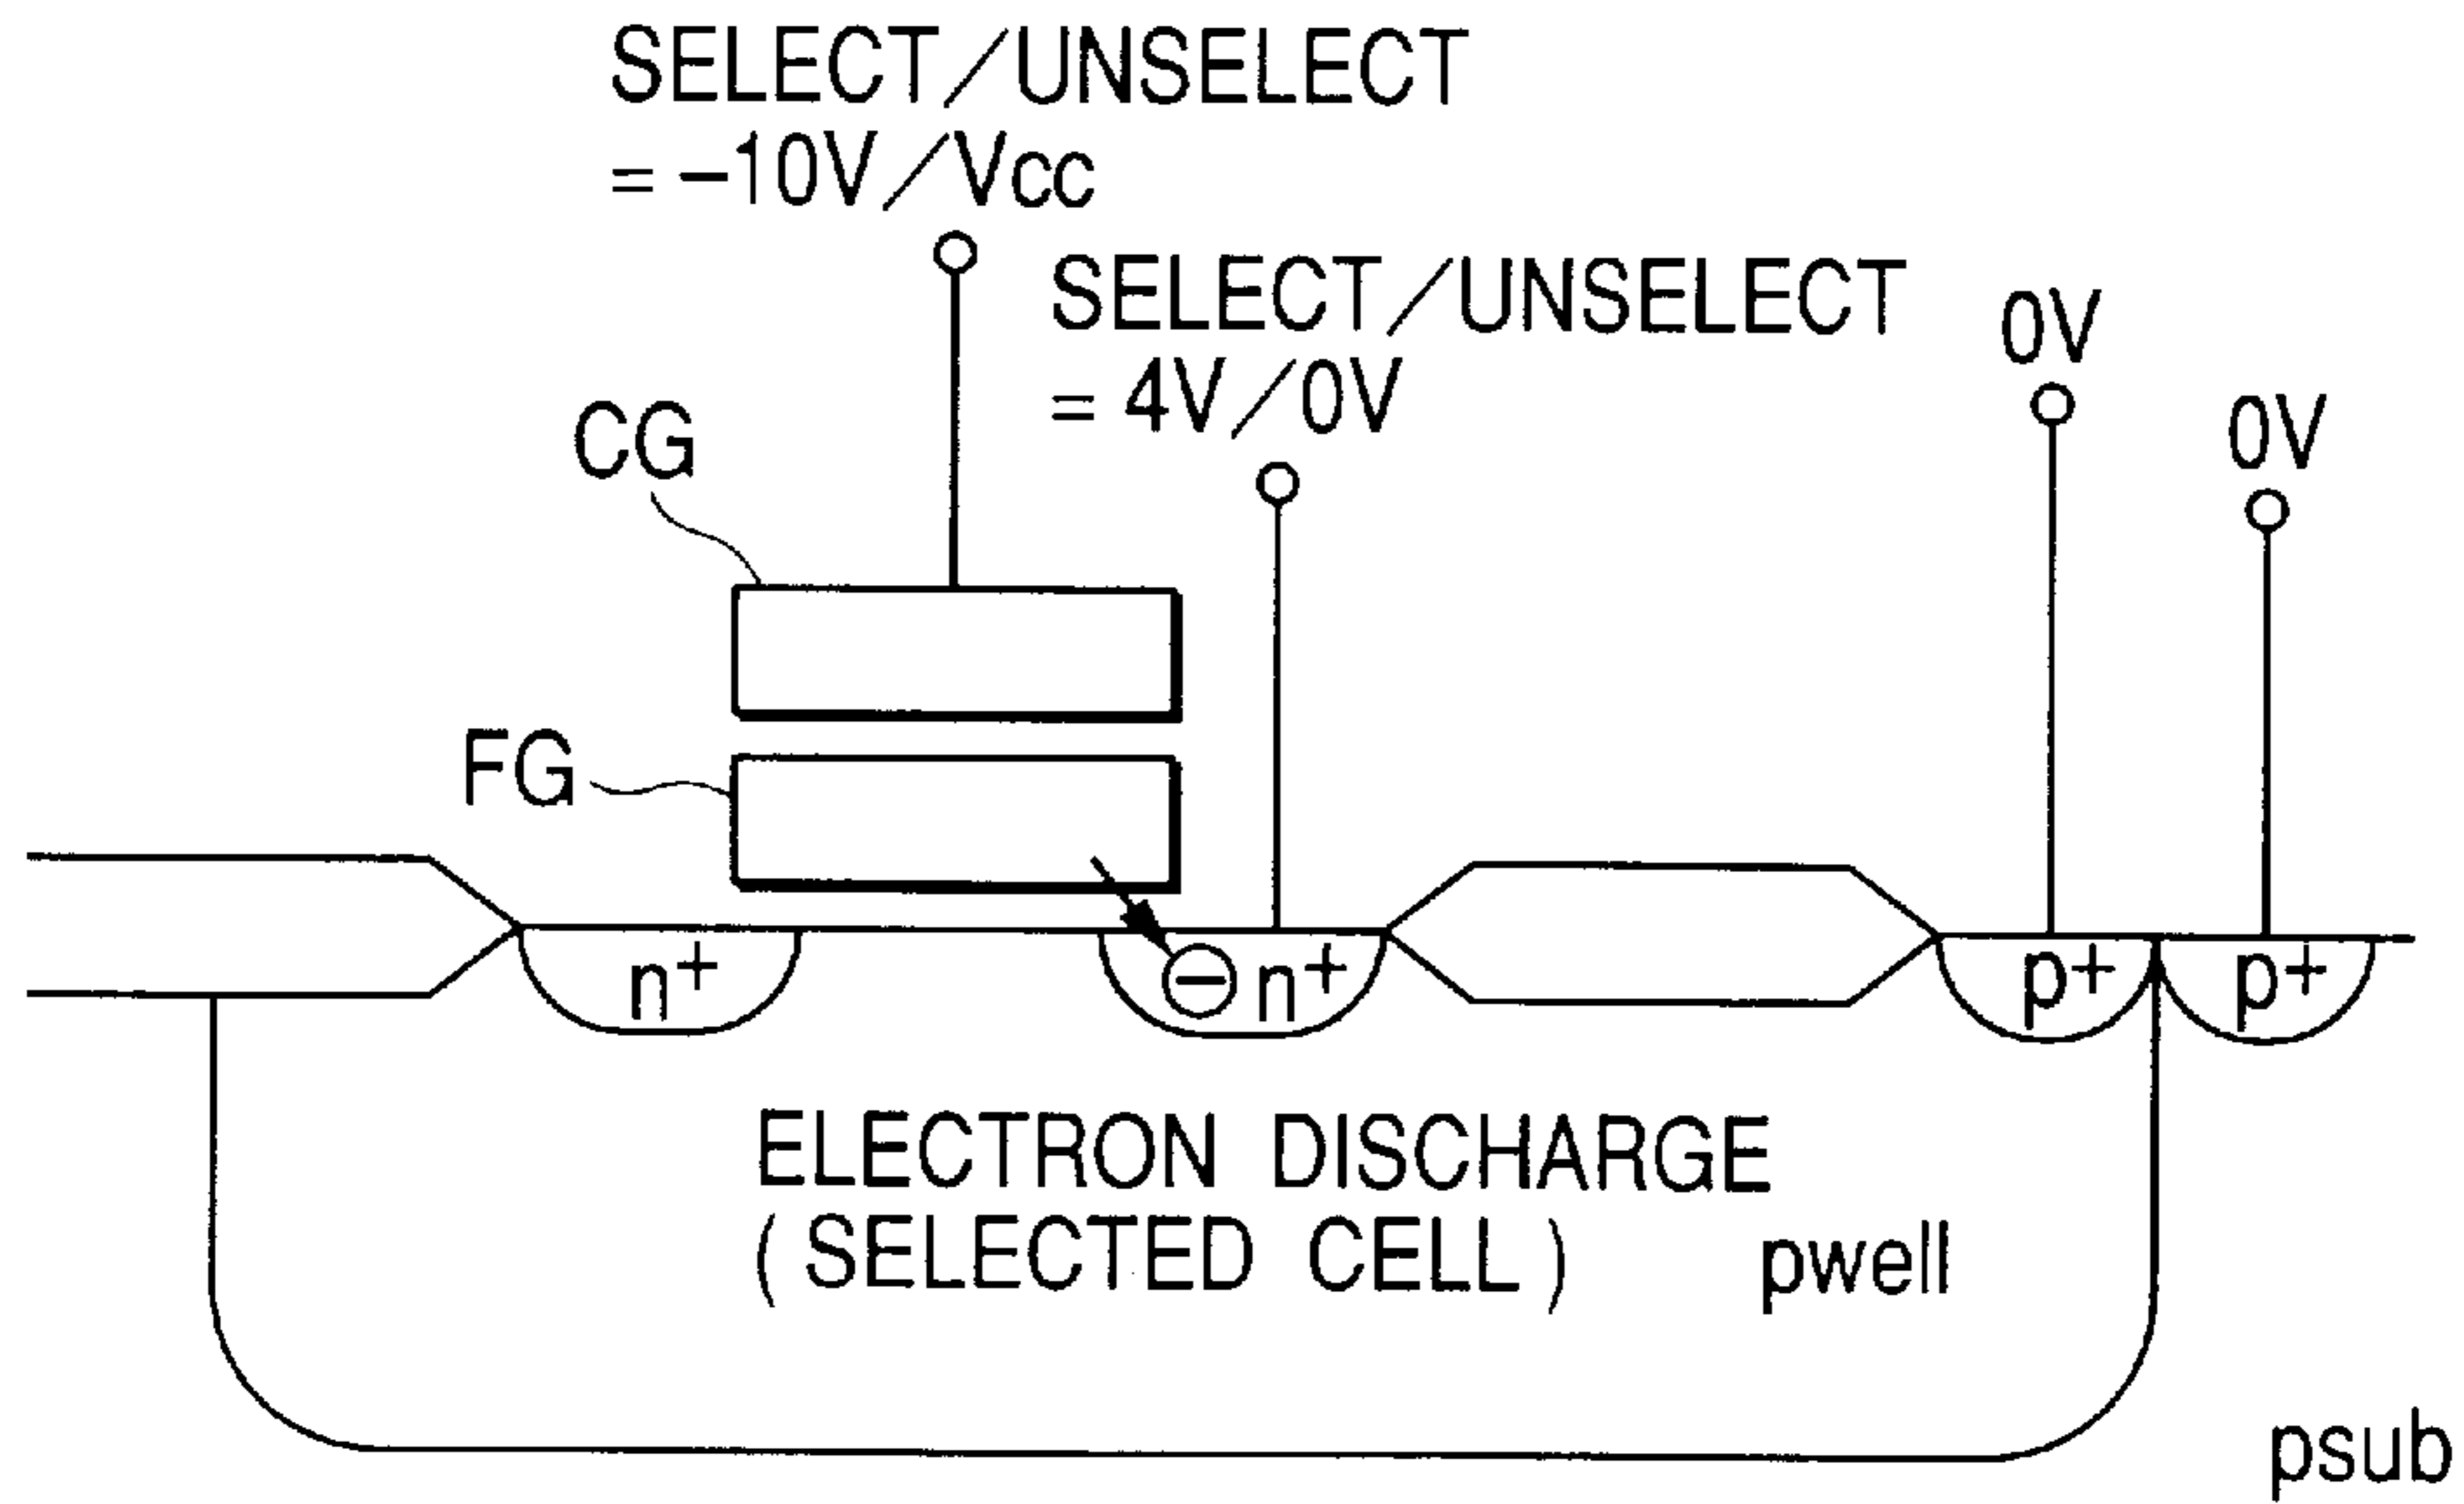 SELECT/UNSELECT
= -10V/Vcc
SELECT/UNSELECT
= 4V/0V
0V
0V
CG
FG
n+
⊖ n+
p+
p+
ELECTRON DISCHARGE
(SELECTED CELL)
pwell
psub